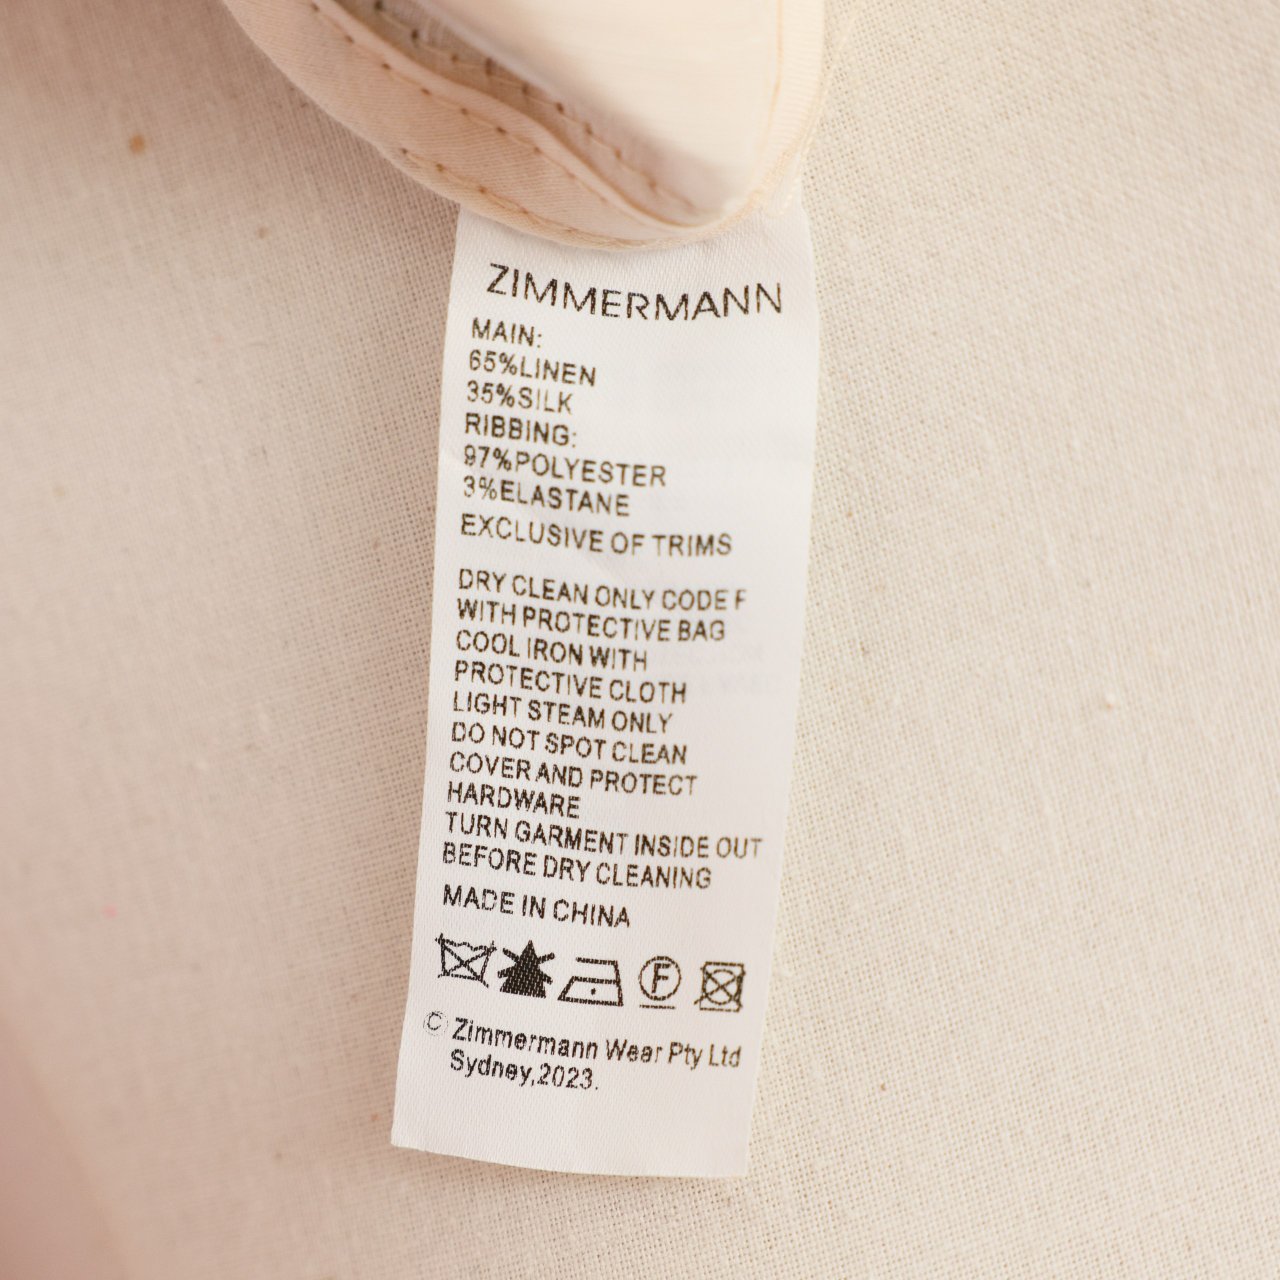 ZIMMERMANN
MAIN:
65%LINEN
35%SILK
RIBBING:
97%POLYESTER
3%ELASTANE
EXCLUSIVE OF TRIMS
DRY CLEAN ONLY CODE F
WITH PROTECTIVE BAG
COOL IRON WITH
PROTECTIVE CLOTH
LIGHT STEAM ONLY
DO NOT SPOT CLEAN
COVER AND PROTECT
HARDWARE
TURN GARMENT INSIDE OUT
BEFORE DRY CLEANING
MADE IN CHINA
F
© Zimmermann Wear Pty Ltd
Sydney,2023.